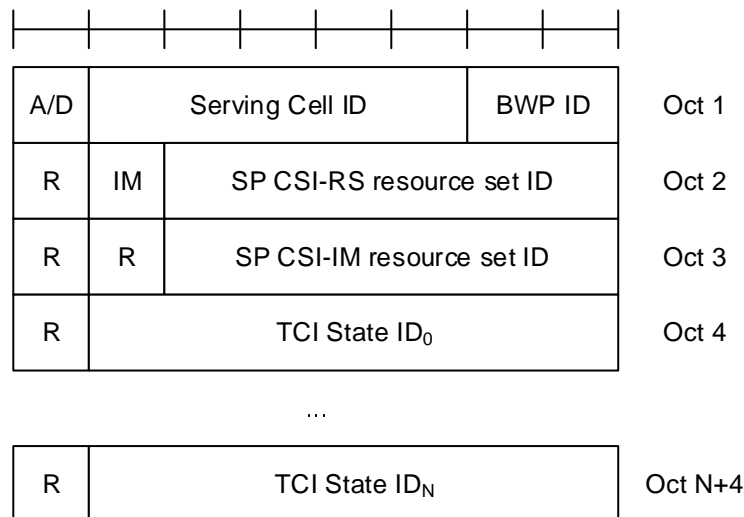 A/D Serving Cell ID BWP ID Oct 1
R IM SP CSI-RS resource set ID Oct 2
R R SP CSI-IM resource set ID Oct 3
R TCI State ID₀ Oct 4
...
R TCI State ID_N Oct N+4